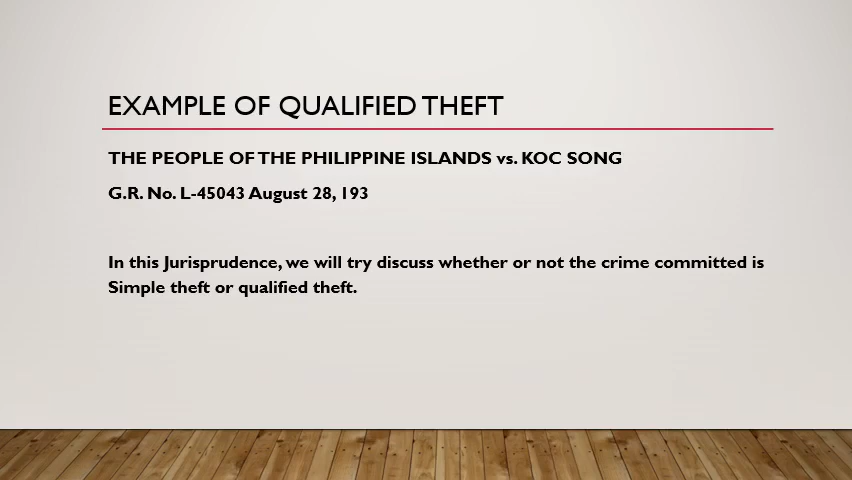 EXAMPLE OF QUALIFIED THEFT
THE PEOPLE OF THE PHILIPPINE ISLANDS vs. KOC SONG
G.R. No. L-45043 August 28, 193
In this Jurisprudence, we will try discuss whether or not the crime committed is
Simple theft or qualified theft.